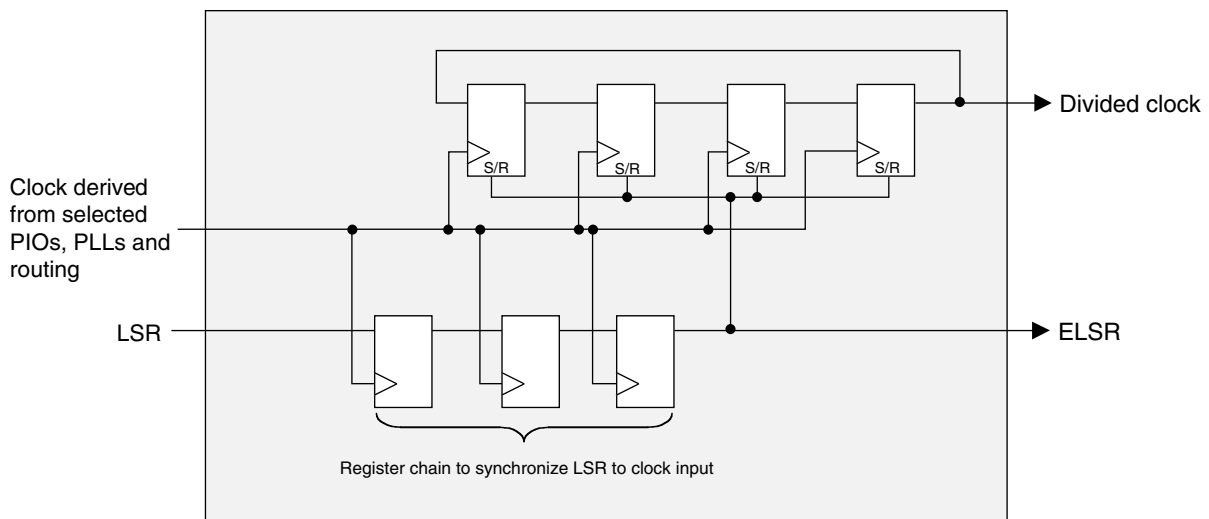 Divided clock
S/R S/R S/R S/R
Clock derived
from selected
PIOs, PLLs and
routing
LSR
ELSR
Register chain to synchronize LSR to clock input